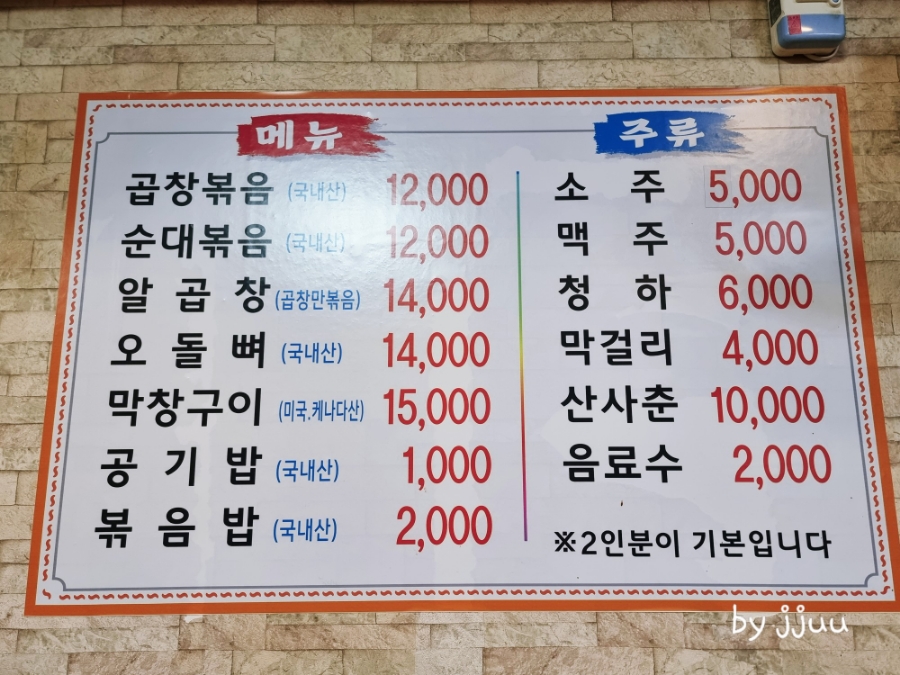 메뉴
곱창볶음 (국내산) 12,000
순대볶음 (국내산) 12,000
알곱창 (곱창만볶음) 14,000
오돌뼈 (국내산) 14,000
막창구이 (미국.케나다산) 15,000
공기밥 (국내산) 1,000
볶음밥 (국내산) 2,000
주류
소주 5,000
맥주 5,000
청하 6,000
막걸리 4,000
산사춘 10,000
음료수 2,000
※2인분이 기본입니다
by jjuu